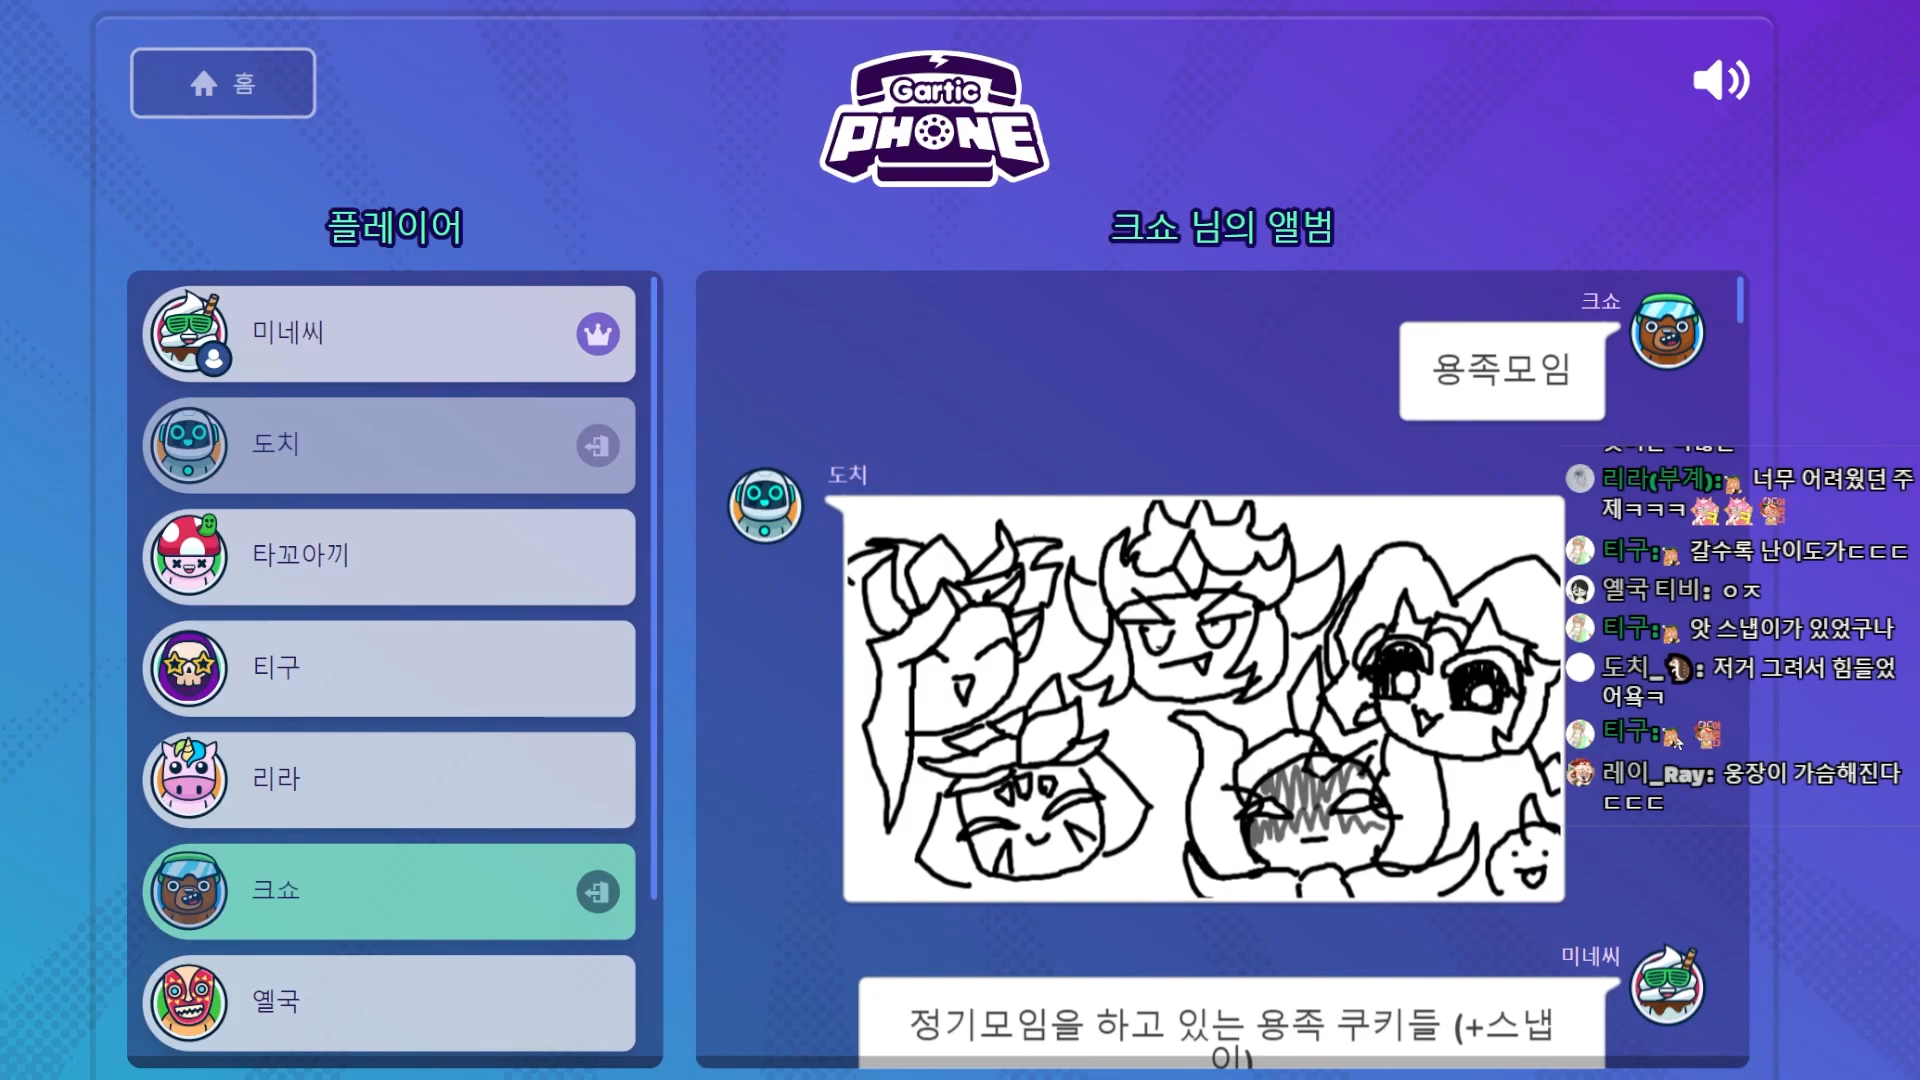 홈
Gartic
PHONE
플레이어
크쇼 님의 앨범
미네씨
도치
타꼬아끼
티구
리라
크쇼
옐국
크쇼
용족모임
도치
미네씨
정기모임을 하고 있는 용족 쿠키들 (+스냅
이)
리라(부계): 너무 어려웠던 주
제ㅋㅋㅋ
티구: 갈수록 난이도가ㄷㄷㄷ
옐국 티비: ㅇㅈ
티구: 앗 스냅이가 있었구나
도치_: 저거 그려서 힘들었
어욬ㅋ
티구:
레이_Ray: 웅장이 가슴해진다
ㄷㄷㄷ